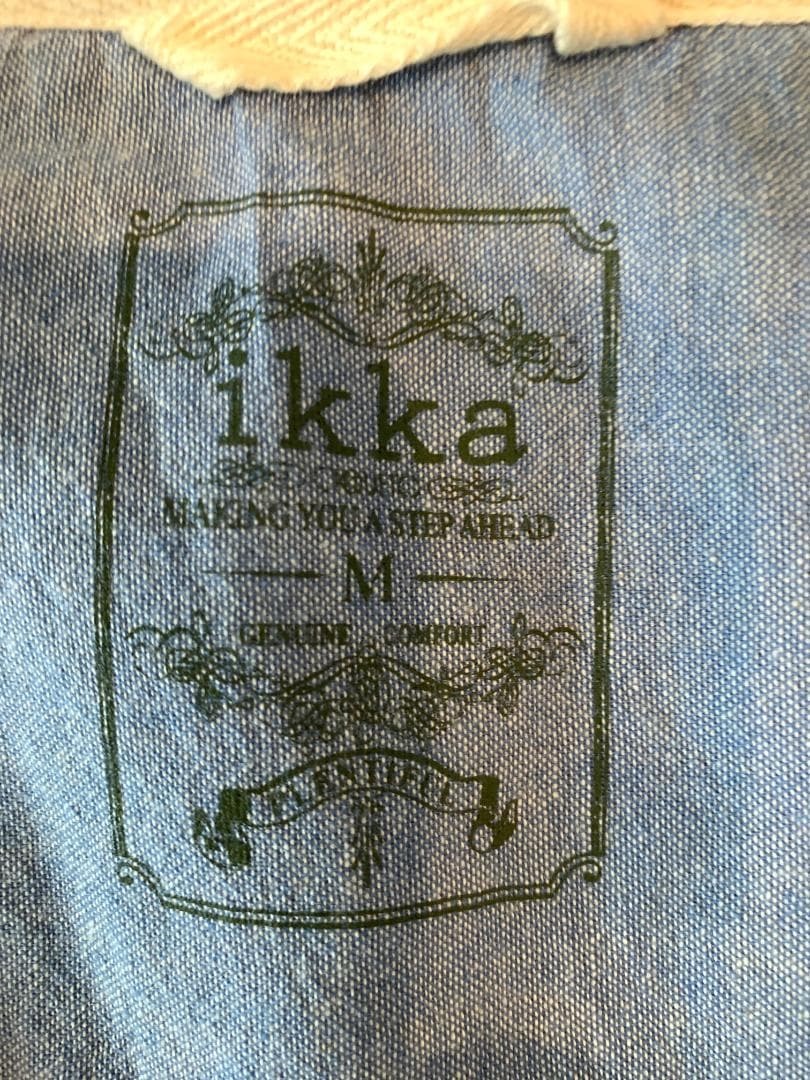 ikka
MAKING YOU A STEP AHEAD
M
GENUINE COMFORT
PLENTIFUL